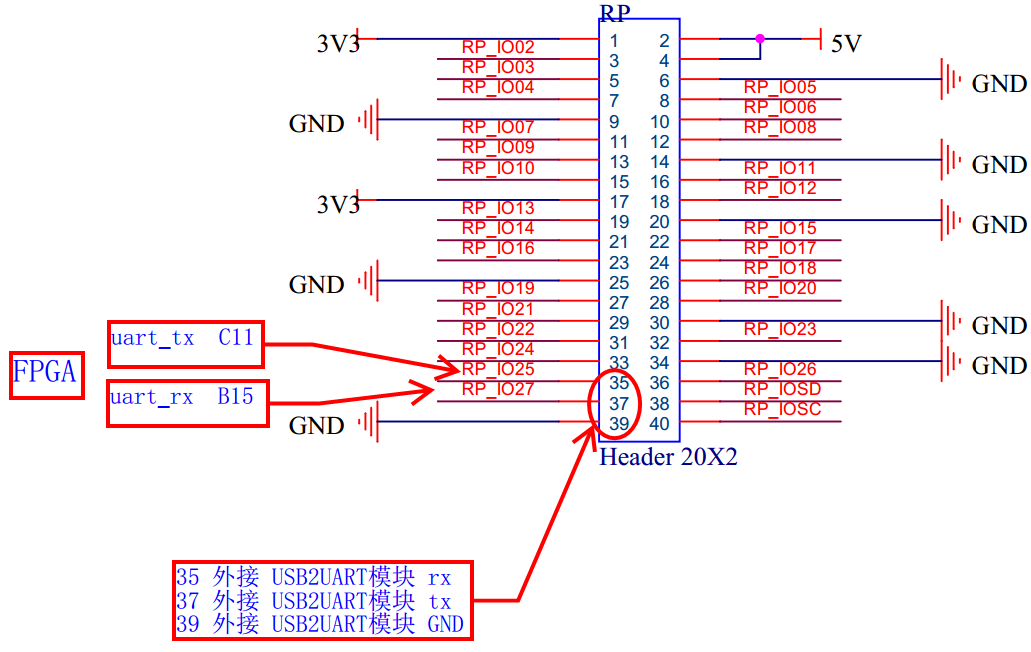 RP
3V3 1 2 5V
RP_IO02 3 4
RP_IO03 5 6 GND
RP_IO04 7 8 RP_IO05
GND 9 10 RP_IO06
RP_IO07 11 12 RP_IO08
RP_IO09 13 14 GND
RP_IO10 15 16 RP_IO11
3V3 17 18 RP_IO12
RP_IO13 19 20 GND
RP_IO14 21 22 RP_IO15
RP_IO16 23 24 RP_IO17
GND 25 26 RP_IO18
RP_IO19 27 28 RP_IO20
RP_IO21 29 30 GND
RP_IO22 31 32 RP_IO23
RP_IO24 33 34 GND
RP_IO25 35 36 RP_IO26
RP_IO27 37 38 RP_IOSD
GND 39 40 RP_IOSC
Header 20X2
FPGA
uart_tx C11
uart_rx B15
35 外接 USB2UART模块 rx
37 外接 USB2UART模块 tx
39 外接 USB2UART模块 GND